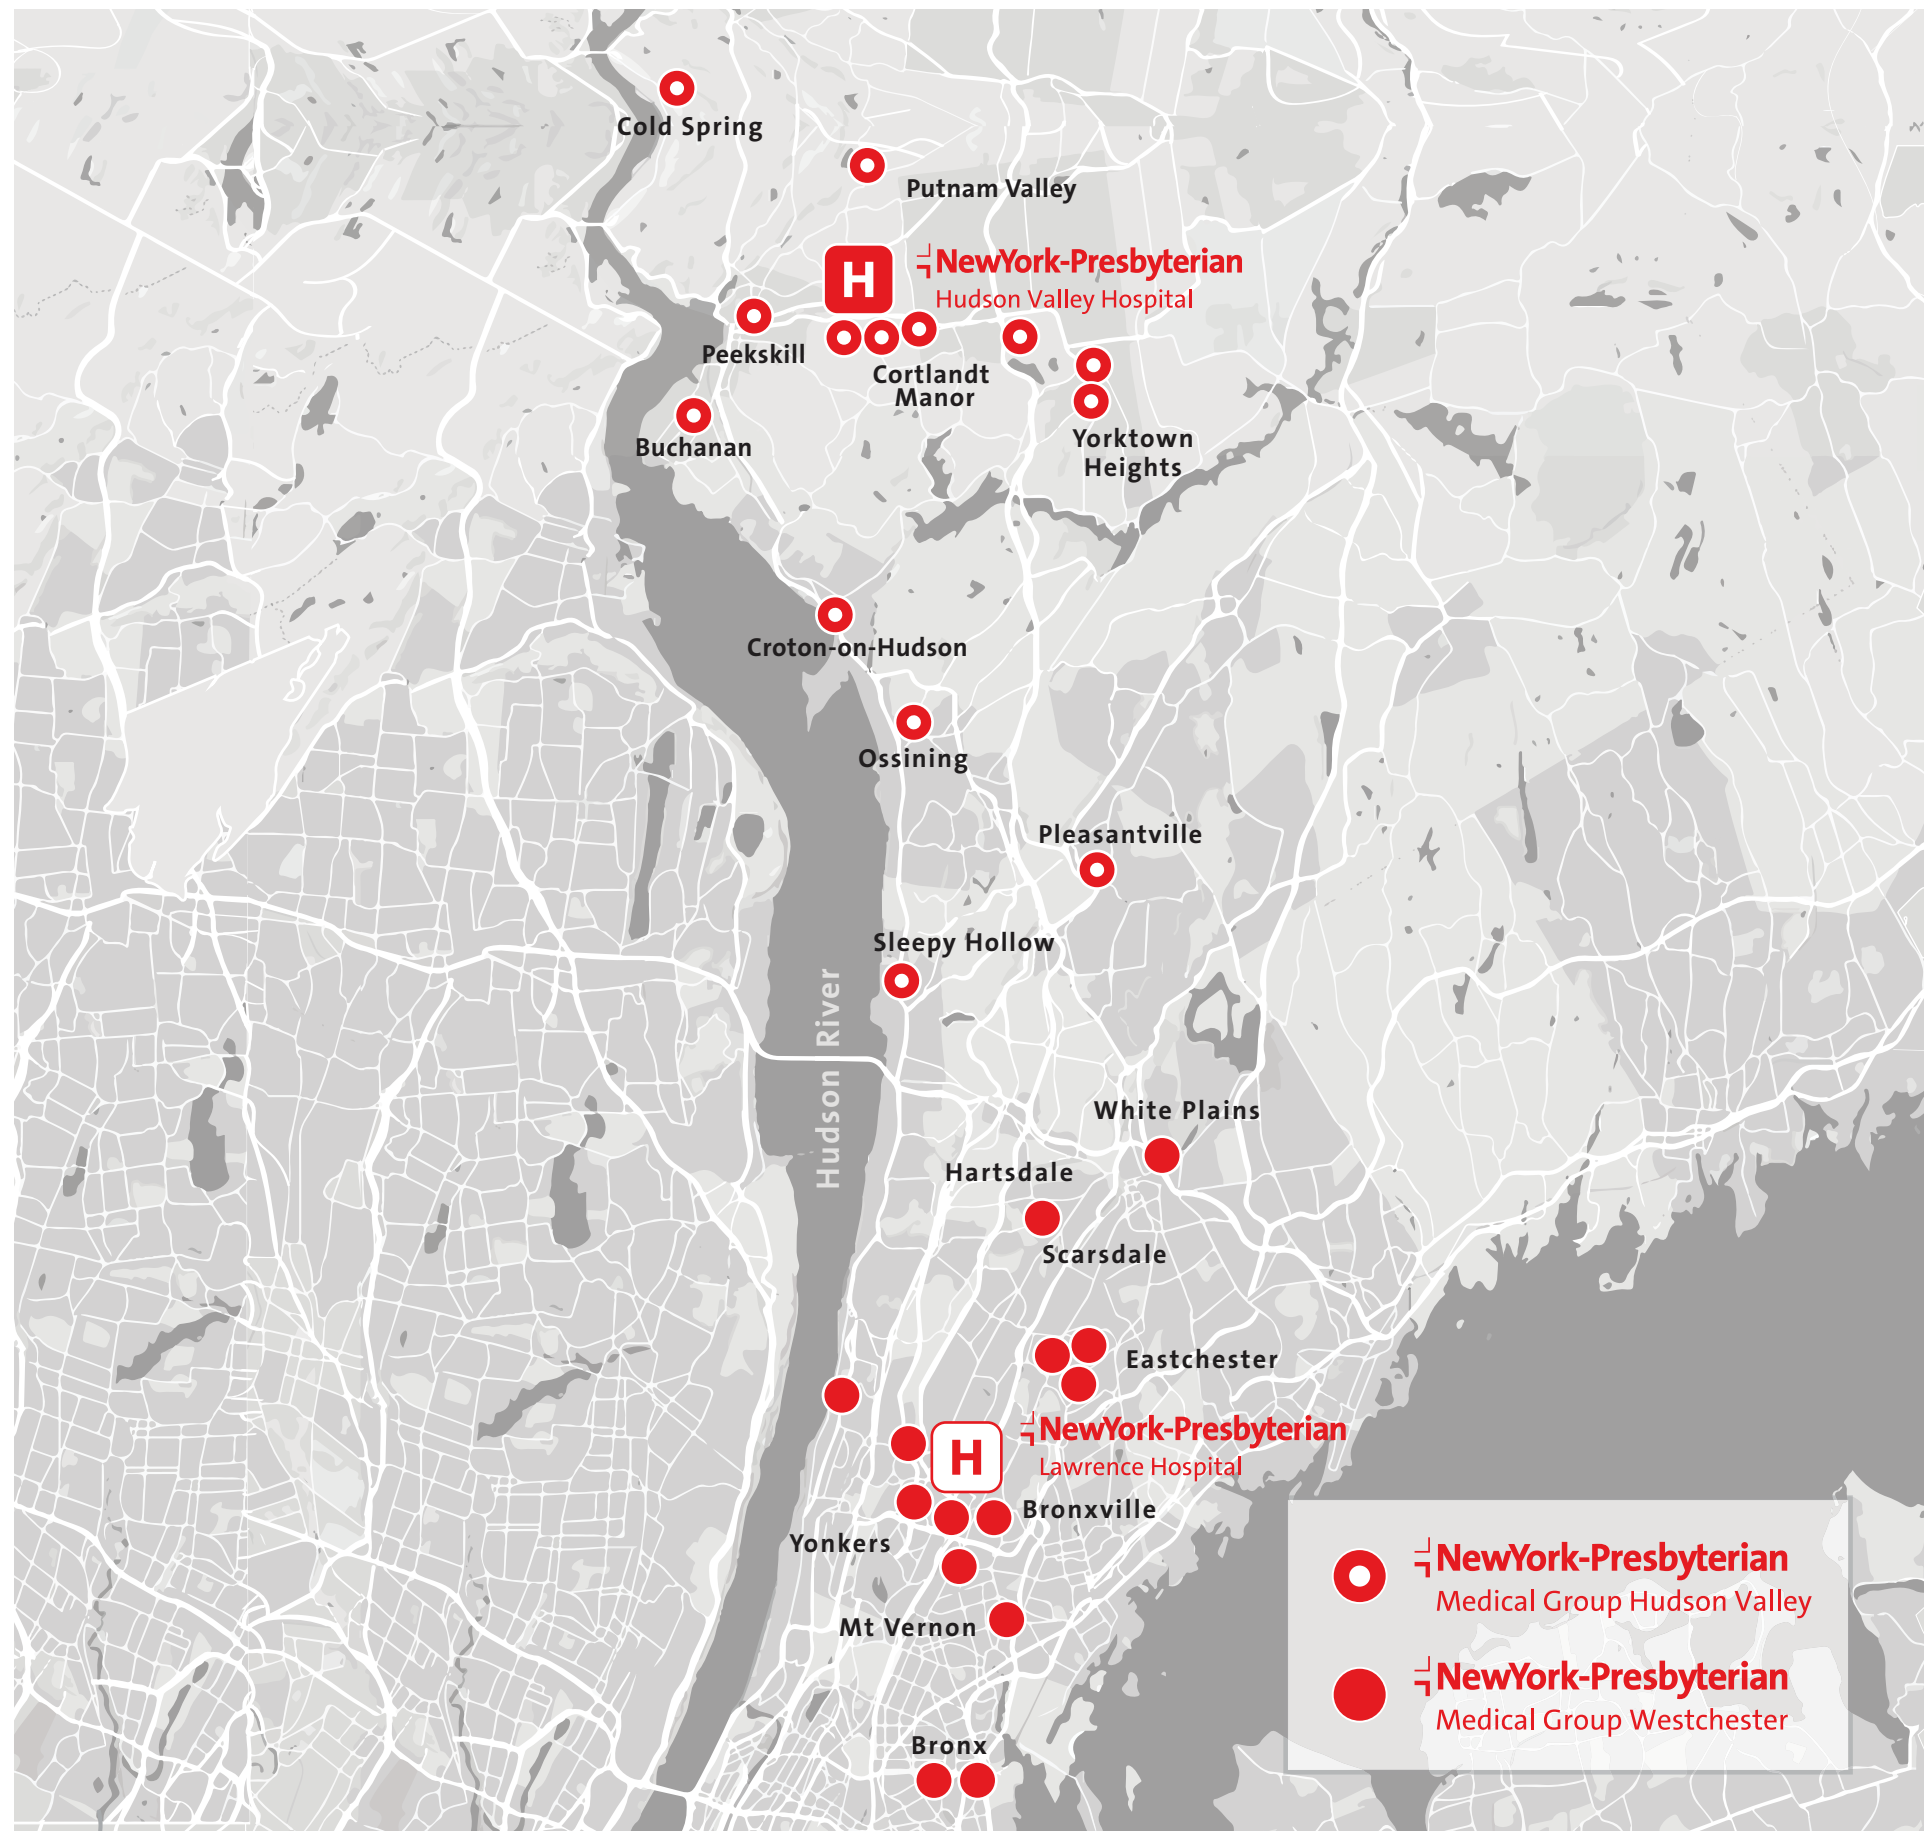 Cold Spring
Putnam Valley
H
NewYork-Presbyterian
Hudson Valley Hospital
Peekskill
Cortlandt
Manor
Buchanan
Yorktown
Heights
Croton-on-Hudson
Ossining
Pleasantville
Sleepy Hollow
Hudson River
White Plains
Hartsdale
Scarsdale
Eastchester
NewYork-Presbyterian
H
Lawrence Hospital
Bronxville
Yonkers
Mt Vernon
Bronx
NewYork-Presbyterian
Medical Group Hudson Valley
NewYork-Presbyterian
Medical Group Westchester